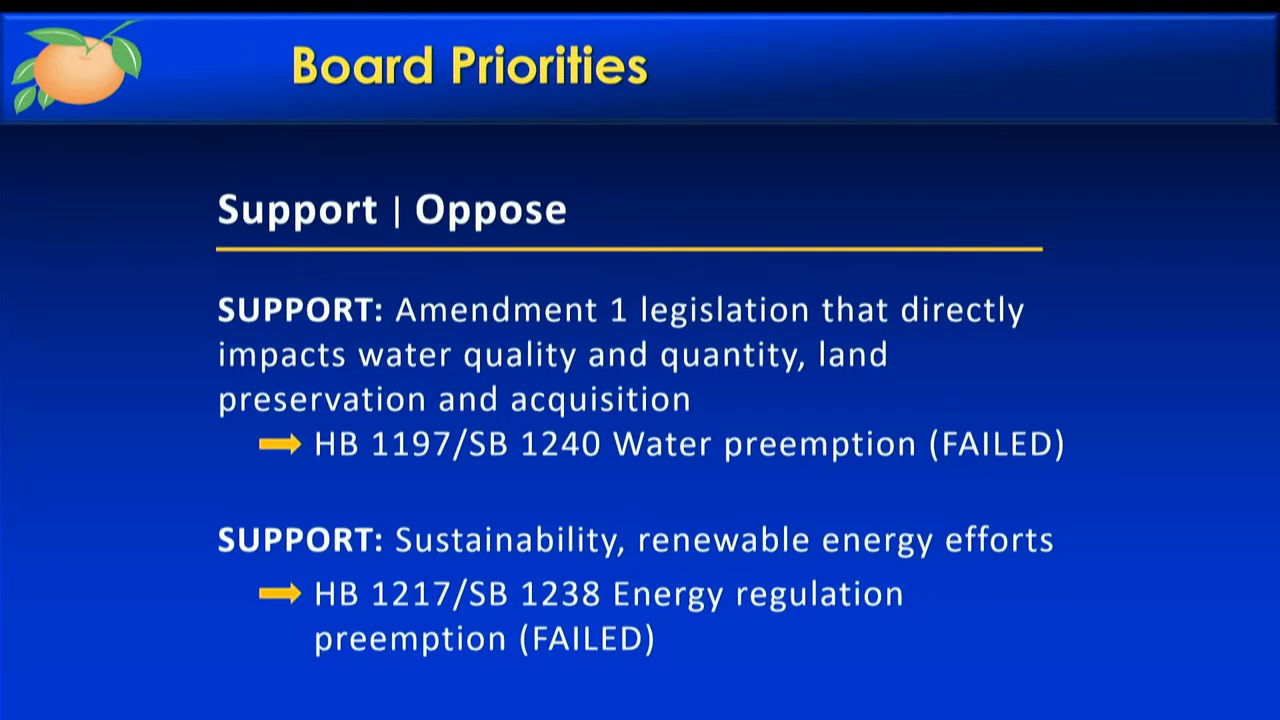 Board Priorities
Support | Oppose
SUPPORT: Amendment 1 legislation that directly
impacts water quality and quantity, land
preservation and acquisition
HB 1197/SB 1240 Water preemption (FAILED)
SUPPORT: Sustainability, renewable energy efforts
HB 1217/SB 1238 Energy regulation
preemption (FAILED)